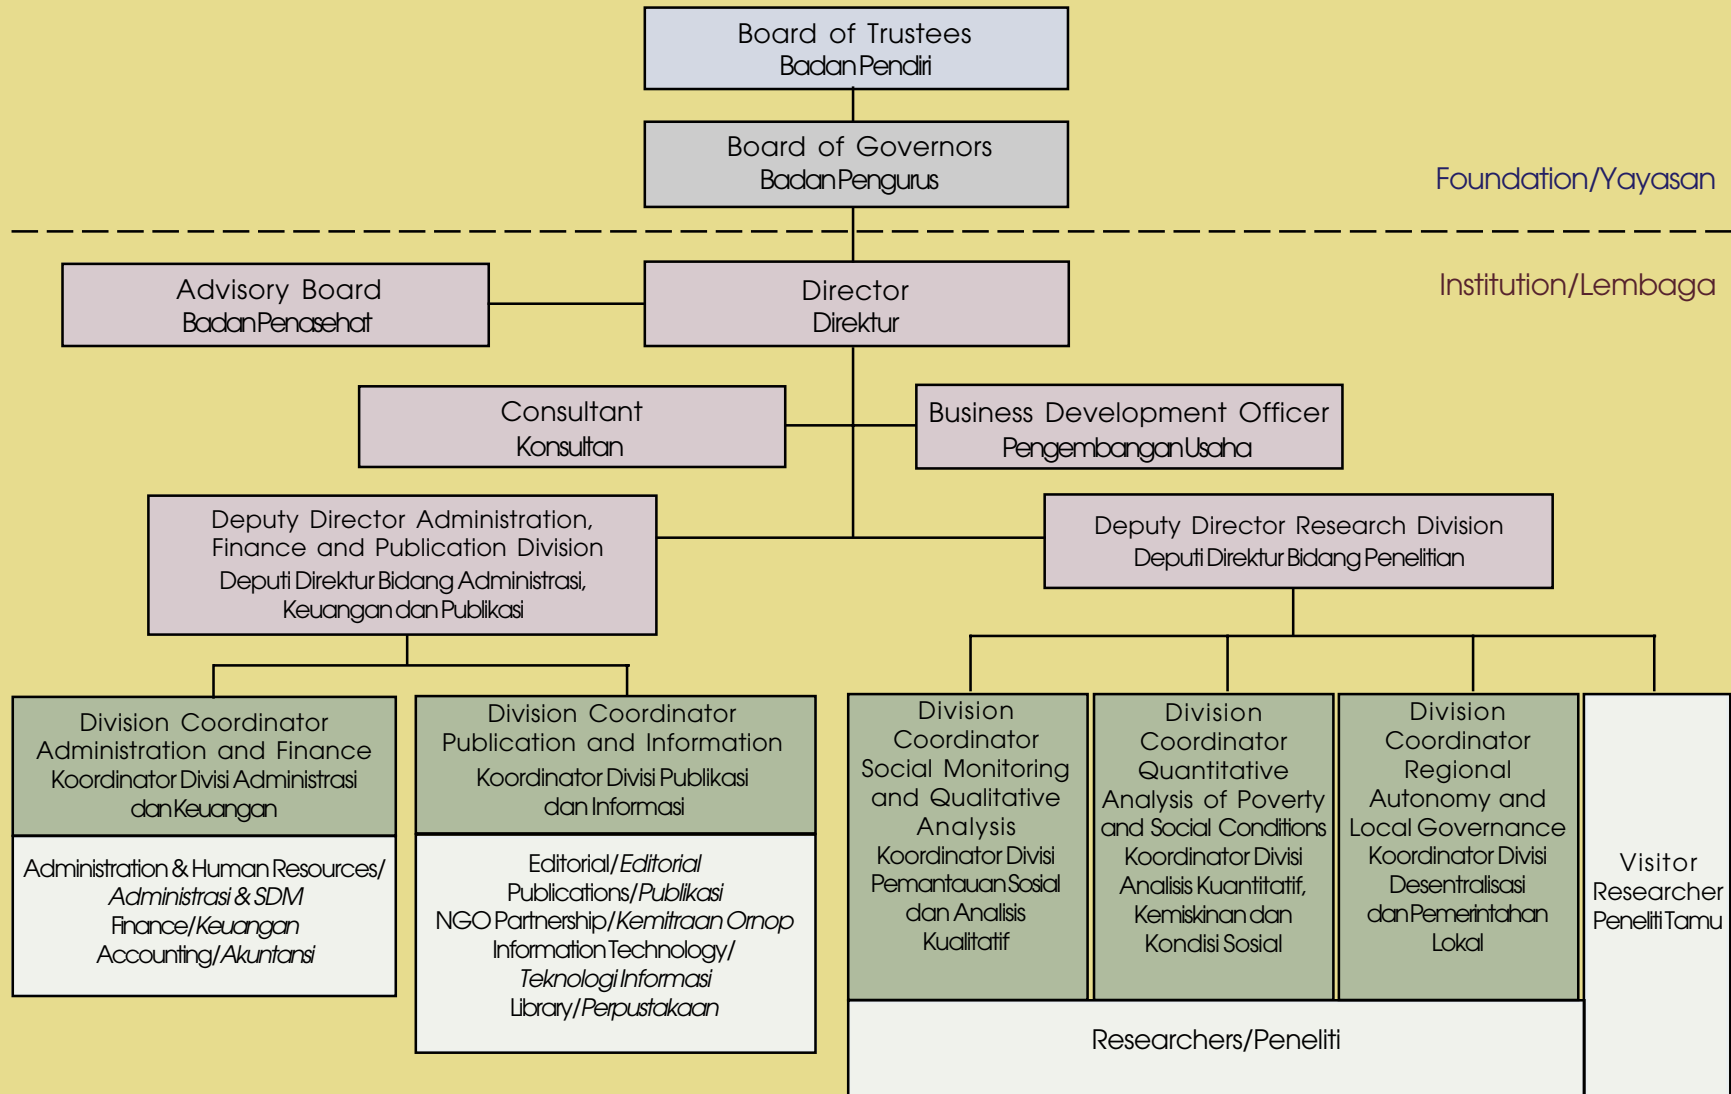 Board of Trustees
Badan Pendiri
Board of Governors
Badan Pengurus
Foundation/Yayasan
Institution/Lembaga
Advisory Board
Badan Penasehat
Director
Direktur
Consultant
Konsultan
Business Development Officer
Pengembangan Usaha
Deputy Director Administration,
Finance and Publication Division
Deputi Direktur Bidang Administrasi,
Keuangan dan Publikasi
Deputy Director Research Division
Deputi Direktur Bidang Penelitian
Division Coordinator
Administration and Finance
Koordinator Divisi Administrasi
dan Keuangan
Administration & Human Resources/
Administrasi & SDM
Finance/Keuangan
Accounting/Akuntansi
Division Coordinator
Publication and Information
Koordinator Divisi Publikasi
dan Informasi
Editorial/Editorial
Publications/Publikasi
NGO Partnership/Kemitraan Ornop
Information Technology/
Teknologi Informasi
Library/Perpustakaan
Division
Coordinator
Social Monitoring
and Qualitative
Analysis
Koordinator Divisi
Pemantauan Sosial
dan Analisis
Kualitatif
Division
Coordinator
Quantitative
Analysis of Poverty
and Social Conditions
Koordinator Divisi
Analisis Kuantitatif,
Kemiskinan dan
Kondisi Sosial
Division
Coordinator
Regional
Autonomy and
Local Governance
Koordinator Divisi
Desentralisasi
dan Pemerintahan
Lokal
Visitor
Researcher
Peneliti Tamu
Researchers/Peneliti